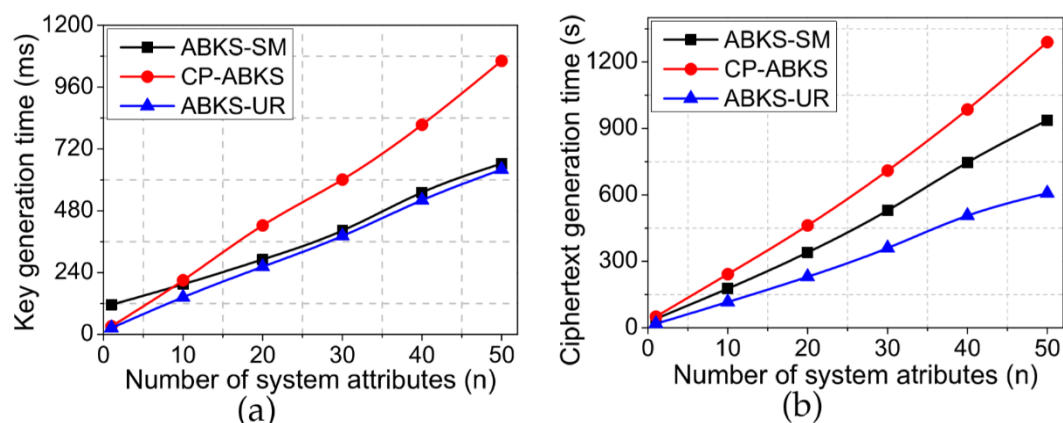 (a)
1200
960
720
480
240
0
Key generation time (ms)
ABKS-SM
CP-ABKS
ABKS-UR
0 10 20 30 40 50
Number of system attributes (n)
(b)
1200
900
600
300
0
Ciphertext generation time (s)
ABKS-SM
CP-ABKS
ABKS-UR
0 10 20 30 40 50
Number of system atributes (n)
(a)
(b)